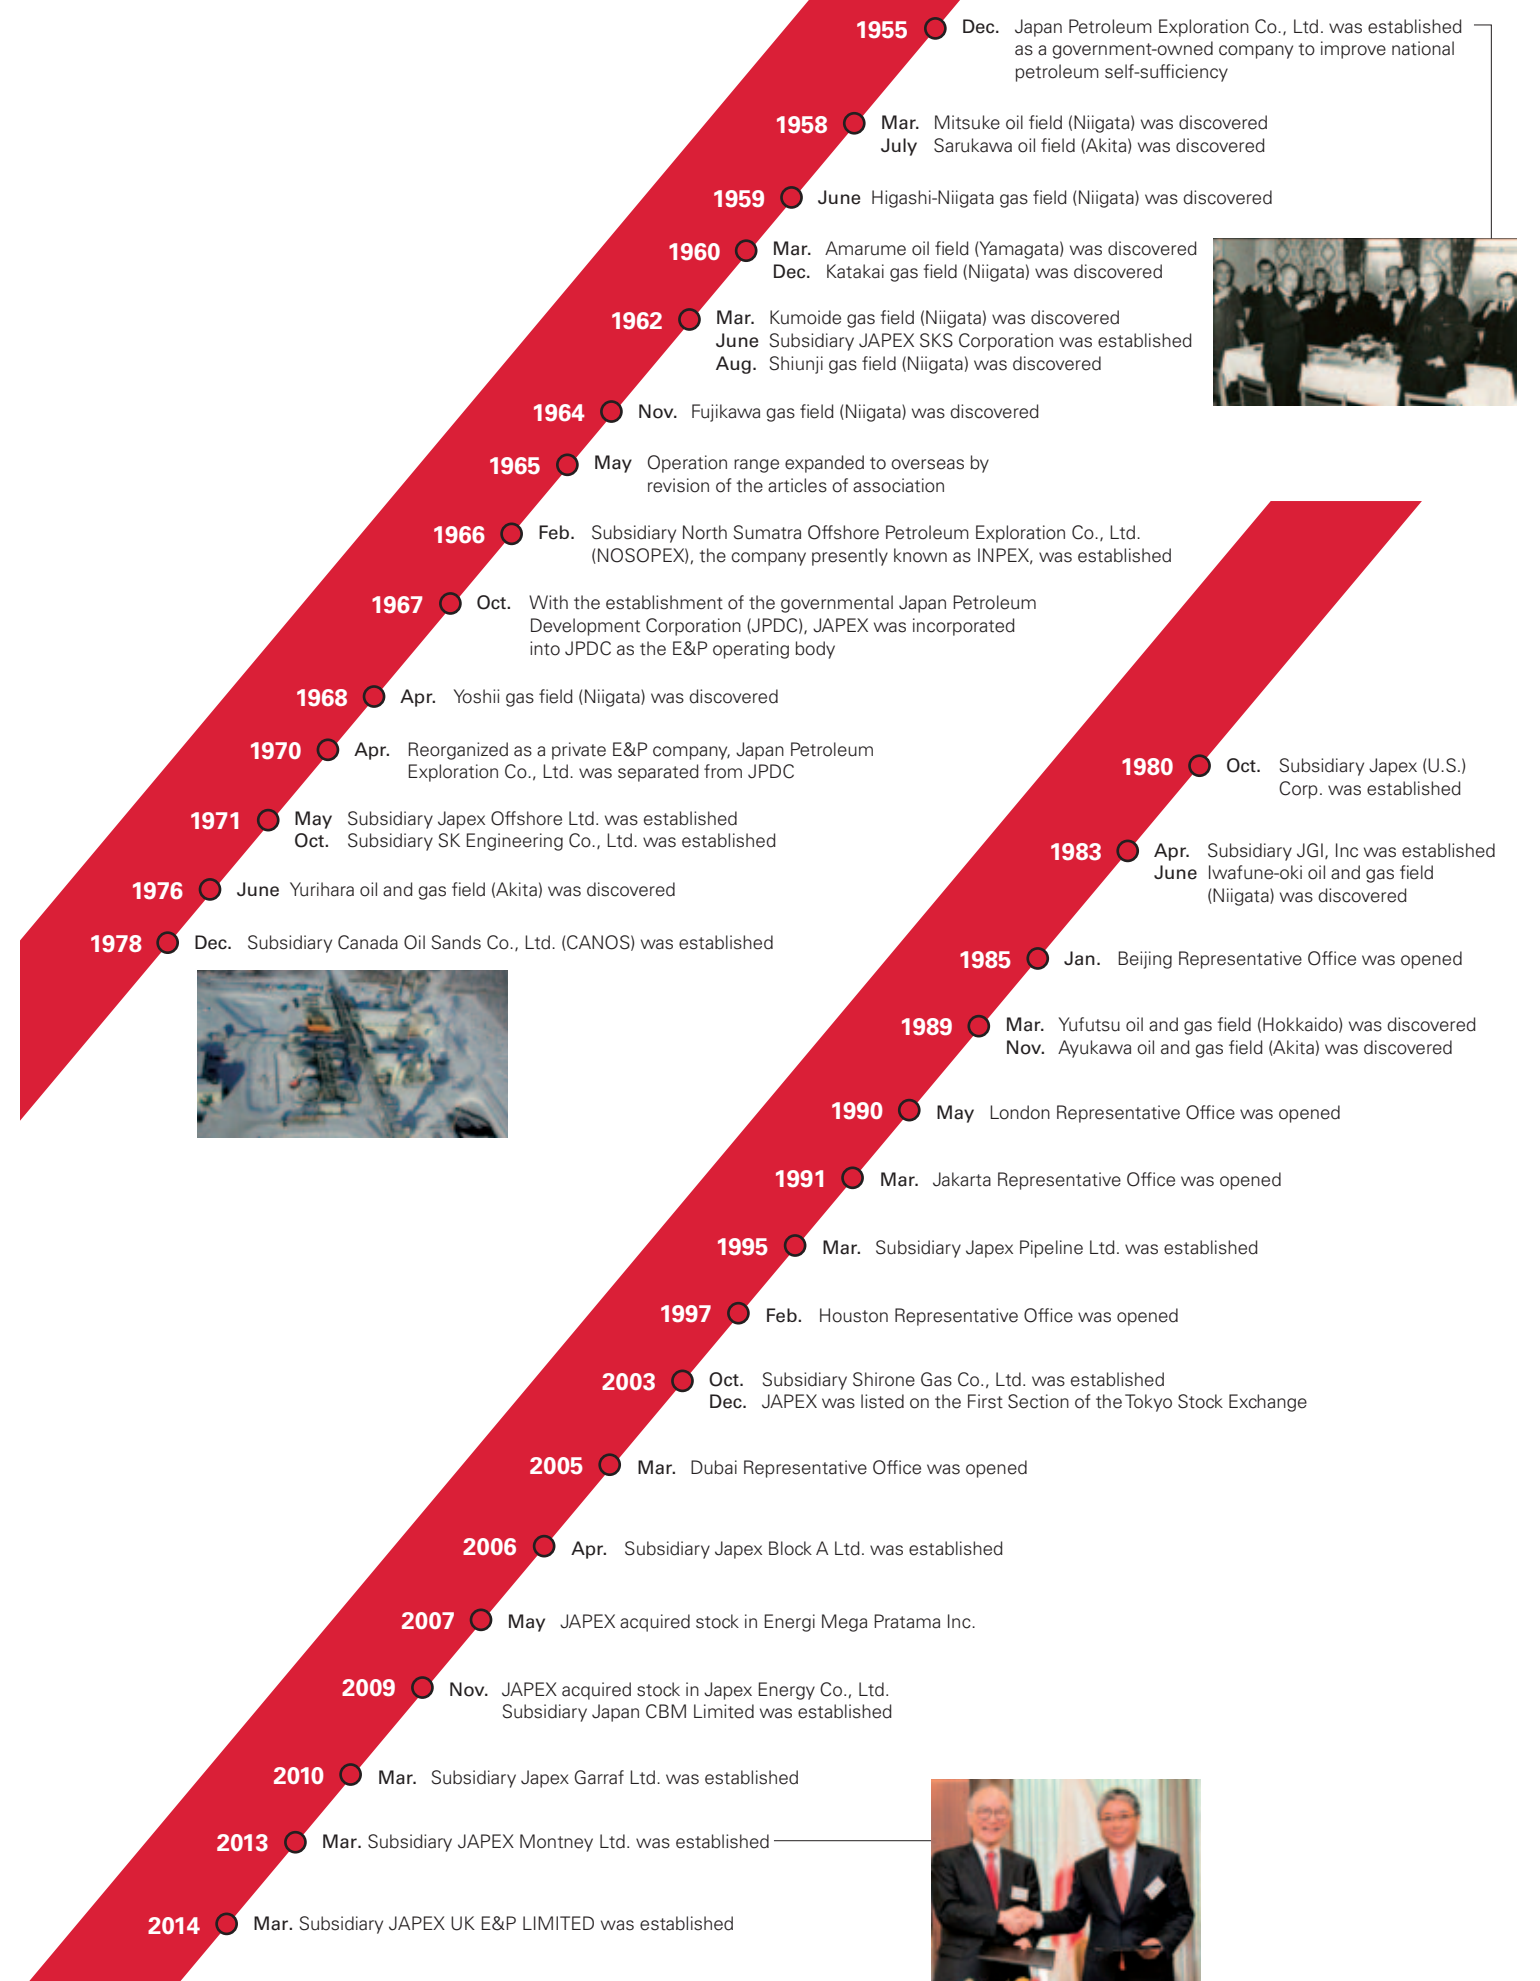 1955 Dec. Japan Petroleum Exploration Co., Ltd. was established
as a government-owned company to improve national
petroleum self-sufficiency
1958 Mar. Mitsuke oil field (Niigata) was discovered
July Sarukawa oil field (Akita) was discovered
1959 June Higashi-Niigata gas field (Niigata) was discovered
1960 Mar. Amarume oil field (Yamagata) was discovered
Dec. Katakai gas field (Niigata) was discovered
1962 Mar. Kumoide gas field (Niigata) was discovered
June Subsidiary JAPEX SKS Corporation was established
Aug. Shiunji gas field (Niigata) was discovered
1964 Nov. Fujikawa gas field (Niigata) was discovered
1965 May Operation range expanded to overseas by
revision of the articles of association
1966 Feb. Subsidiary North Sumatra Offshore Petroleum Exploration Co., Ltd.
(NOSOPEX), the company presently known as INPEX, was established
1967 Oct. With the establishment of the governmental Japan Petroleum
Development Corporation (JPDC), JAPEX was incorporated
into JPDC as the E&P operating body
1968 Apr. Yoshii gas field (Niigata) was discovered
1970 Apr. Reorganized as a private E&P company, Japan Petroleum
Exploration Co., Ltd. was separated from JPDC
1971 May Subsidiary Japex Offshore Ltd. was established
Oct. Subsidiary SK Engineering Co., Ltd. was established
1976 June Yurihara oil and gas field (Akita) was discovered
1978 Dec. Subsidiary Canada Oil Sands Co., Ltd. (CANOS) was established
1980 Oct. Subsidiary Japex (U.S.)
Corp. was established
1983 Apr. Subsidiary JGI, Inc was established
June Iwafune-oki oil and gas field
(Niigata) was discovered
1985 Jan. Beijing Representative Office was opened
1989 Mar. Yufutsu oil and gas field (Hokkaido) was discovered
Nov. Ayukawa oil and gas field (Akita) was discovered
1990 May London Representative Office was opened
1991 Mar. Jakarta Representative Office was opened
1995 Mar. Subsidiary Japex Pipeline Ltd. was established
1997 Feb. Houston Representative Office was opened
2003 Oct. Subsidiary Shirone Gas Co., Ltd. was established
Dec. JAPEX was listed on the First Section of the Tokyo Stock Exchange
2005 Mar. Dubai Representative Office was opened
2006 Apr. Subsidiary Japex Block A Ltd. was established
2007 May JAPEX acquired stock in Energi Mega Pratama Inc.
2009 Nov. JAPEX acquired stock in Japex Energy Co., Ltd.
Subsidiary Japan CBM Limited was established
2010 Mar. Subsidiary Japex Garraf Ltd. was established
2013 Mar. Subsidiary JAPEX Montney Ltd. was established
2014 Mar. Subsidiary JAPEX UK E&P LIMITED was established